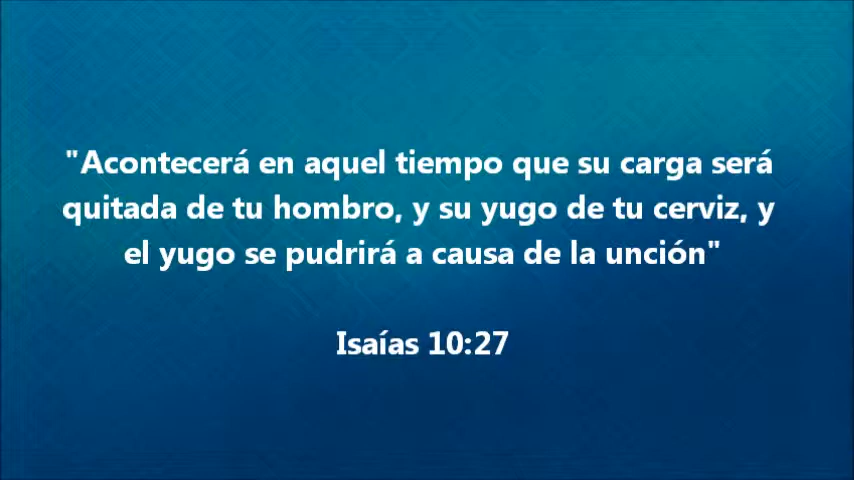 "Acontecerá en aquel tiempo que su carga será
quitada de tu hombro, y su yugo de tu cerviz, y
el yugo se pudrirá a causa de la unción"
Isaías 10:27